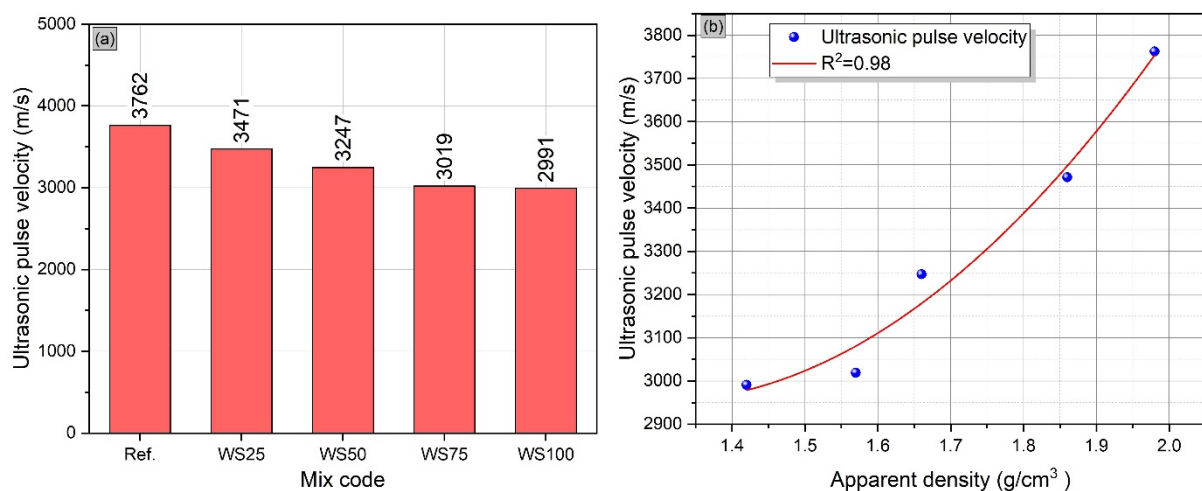 (a)
Ultrasonic pulse velocity (m/s)
5000
4000
3000
2000
1000
0
3762
3471
3247
3019
2991
Ref.
WS25
WS50
WS75
WS100
Mix code
(b)
Ultrasonic pulse velocity
R²=0.98
Ultrasonic pulse velocity (m/s)
3800
3700
3600
3500
3400
3300
3200
3100
3000
2900
1.4
1.5
1.6
1.7
1.8
1.9
2.0
Apparent density (g/cm³ )